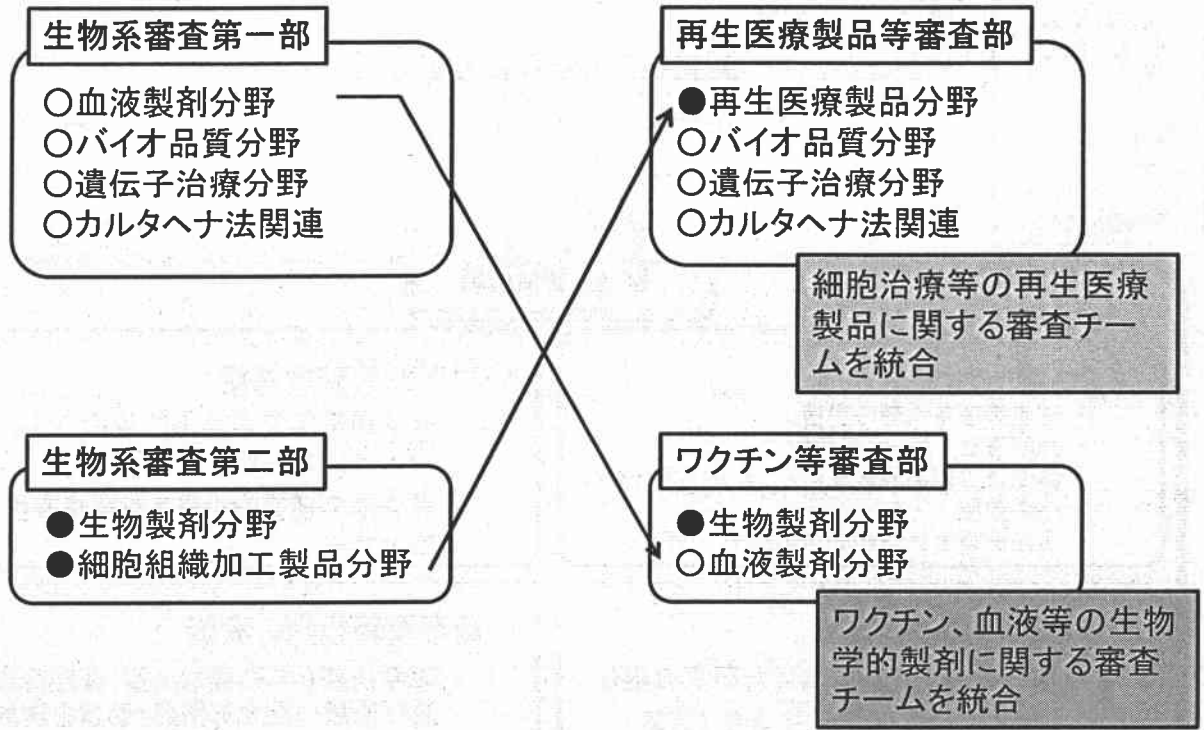 生物系審査第一部
○血液製剤分野
○バイオ品質分野
○遺伝子治療分野
○カルタヘナ法関連
生物系審査第二部
●生物製剤分野
●細胞組織加工製品分野
再生医療製品等審査部
●再生医療製品分野
○バイオ品質分野
○遺伝子治療分野
○カルタヘナ法関連
細胞治療等の再生医療
製品に関する審査チー
ムを統合
ワクチン等審査部
●生物製剤分野
○血液製剤分野
ワクチン、血液等の生物
学的製剤に関する審査
チームを統合